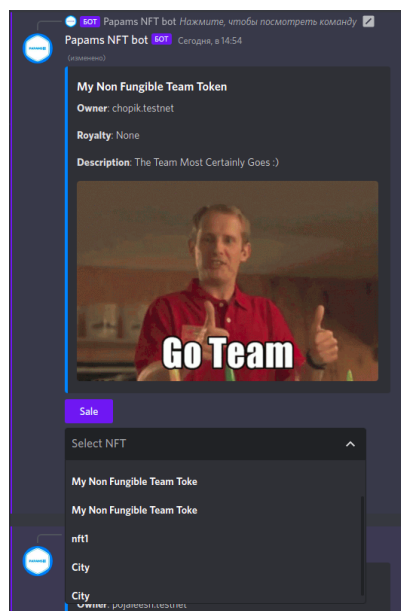 БОТ Papams NFT bot Нажмите, чтобы посмотреть команду
Papams NFT bot БОТ Сегодня, в 14:54
(изменено)
My Non Fungible Team Token
Owner: chopik.testnet
Royalty: None
Description: The Team Most Certainly Goes :)
Go Team
Sale
Select NFT
My Non Fungible Team Toke
My Non Fungible Team Toke
nft1
City
City
Owner: pojaleesh.testnet